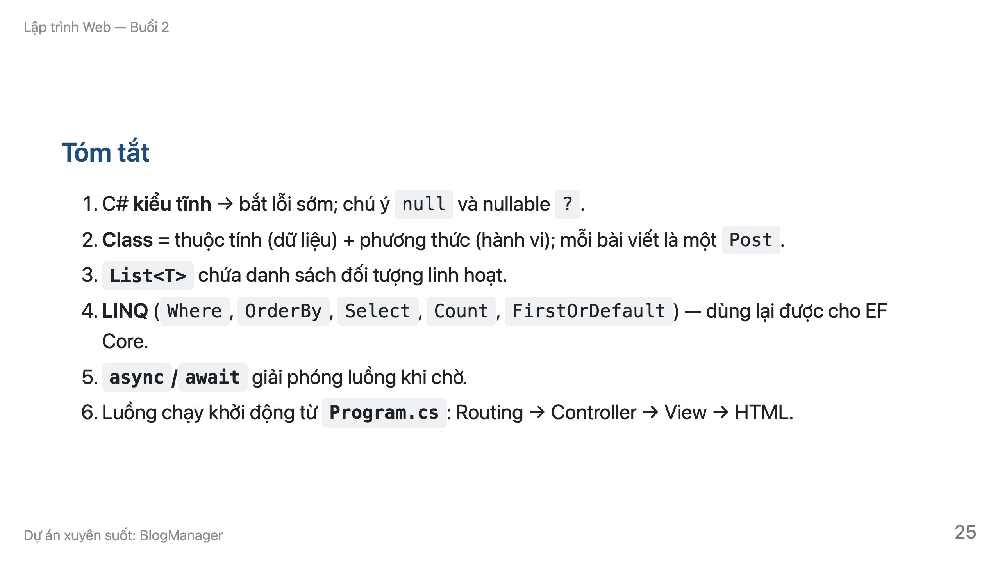 Lập trình Web — Buổi 2
Tóm tắt
1. C# kiểu tĩnh → bắt lỗi sớm; chú ý null và nullable ?.
2. Class = thuộc tính (dữ liệu) + phương thức (hành vi); mỗi bài viết là một Post.
3. List<T> chứa danh sách đối tượng linh hoạt.
4. LINQ (Where, OrderBy, Select, Count, FirstOrDefault) — dùng lại được cho EF
Core.
5. async/await giải phóng luồng khi chờ.
6. Luồng chạy khởi động từ Program.cs: Routing → Controller → View → HTML.
Dự án xuyên suốt: BlogManager
25